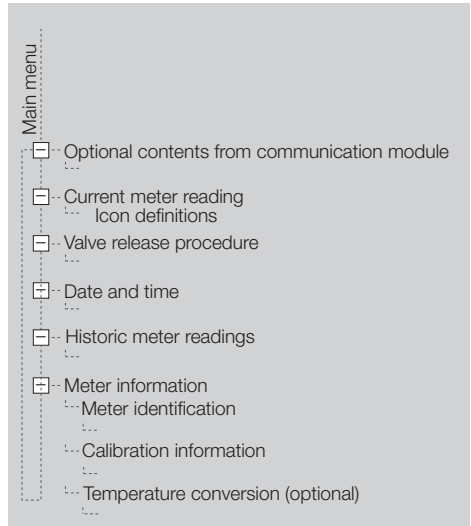 Main menu
Optional contents from communication module
Current meter reading
Icon definitions
Valve release procedure
Date and time
Historic meter readings
Meter information
Meter identification
Calibration information
Temperature conversion (optional)